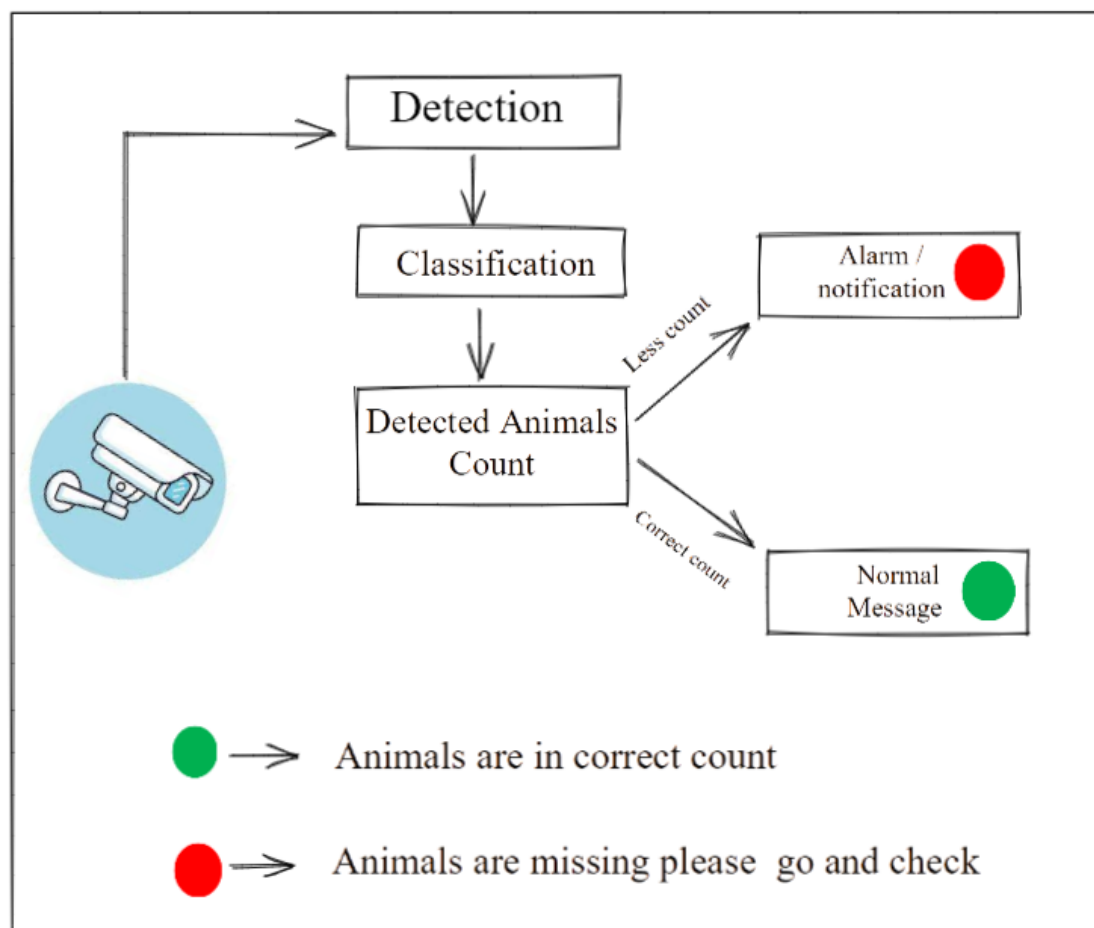 Detection
Classification
Alarm /
notification
Less count
Detected Animals
Count
Correct count
Normal
Message
Animals are in correct count
Animals are missing please go and check